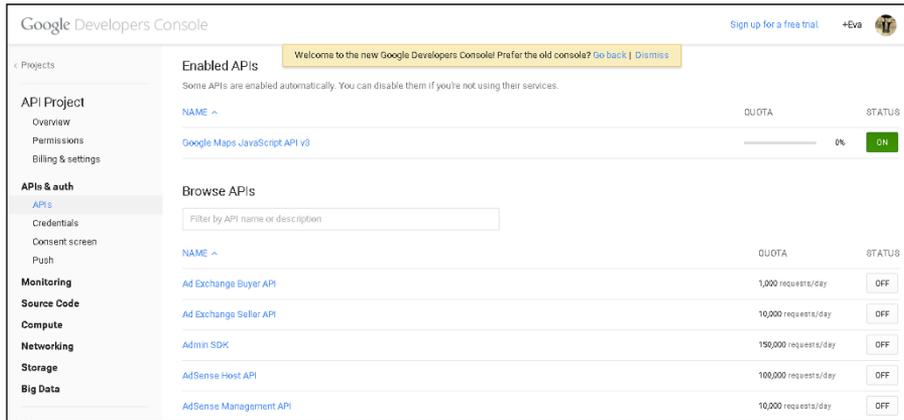 Google Developers Console
Sign up for a free trial. +Eva
Welcome to the new Google Developers Console! Prefer the old console? Go back | Dismiss
< Projects
API Project
Overview
Permissions
Billing & settings
APIs & auth
APIs
Credentials
Consent screen
Push
Monitoring
Source Code
Compute
Networking
Storage
Big Data
Enabled APIs
Some APIs are enabled automatically. You can disable them if you're not using their services.
NAME QUOTA STATUS
Google Maps JavaScript API v3 0% ON
Browse APIs
Filter by API name or description
NAME QUOTA STATUS
Ad Exchange Buyer API 1,000 requests/day OFF
Ad Exchange Seller API 10,000 requests/day OFF
Admin SDK 150,000 requests/day OFF
AdSense Host API 100,000 requests/day OFF
AdSense Management API 10,000 requests/day OFF